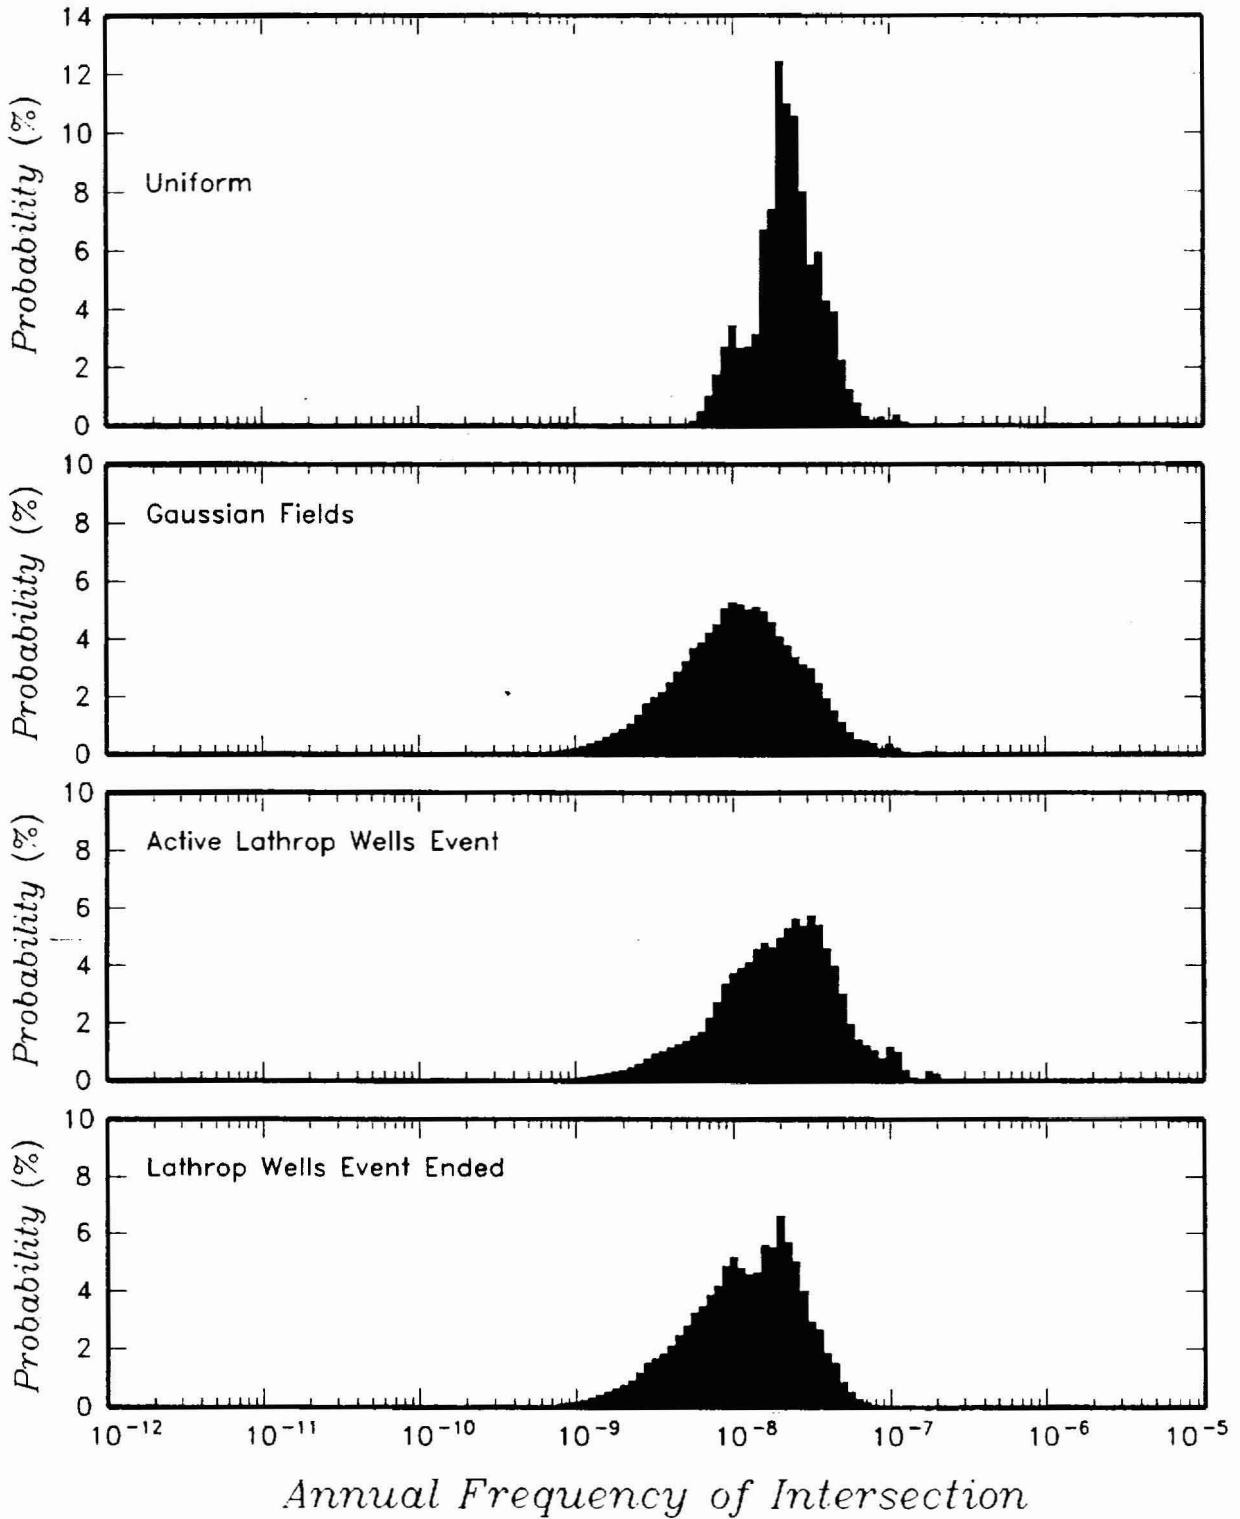 14
12
10
8
6
4
2
0
Probability (%)
Uniform
10
8
6
4
2
0
Probability (%)
Gaussian Fields
10
8
6
4
2
0
Probability (%)
Active Lathrop Wells Event
10
8
6
4
2
0
Probability (%)
Lathrop Wells Event Ended
10⁻¹² 10⁻¹¹ 10⁻¹⁰ 10⁻⁹ 10⁻⁸ 10⁻⁷ 10⁻⁶ 10⁻⁵
Annual Frequency of Intersection